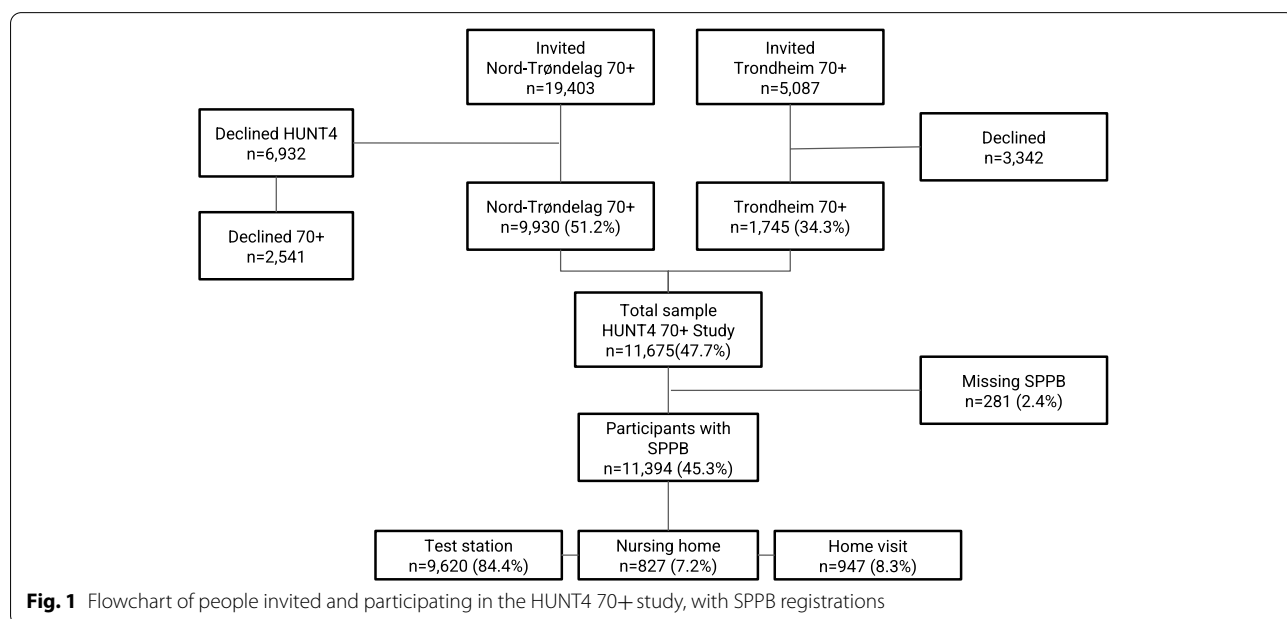 Invited
Nord-Trøndelag 70+
n=19,403
Invited
Trondheim 70+
n=5,087
Declined HUNT4
n=6,932
Declined
n=3,342
Declined 70+
n=2,541
Nord-Trøndelag 70+
n=9,930 (51.2%)
Trondheim 70+
n=1,745 (34.3%)
Total sample
HUNT4 70+ Study
n=11,675(47.7%)
Missing SPPB
n=281 (2.4%)
Participants with
SPPB
n=11,394 (45.3%)
Test station
n=9,620 (84.4%)
Nursing home
n=827 (7.2%)
Home visit
n=947 (8.3%)
Fig. 1 Flowchart of people invited and participating in the HUNT4 70+ study, with SPPB registrations